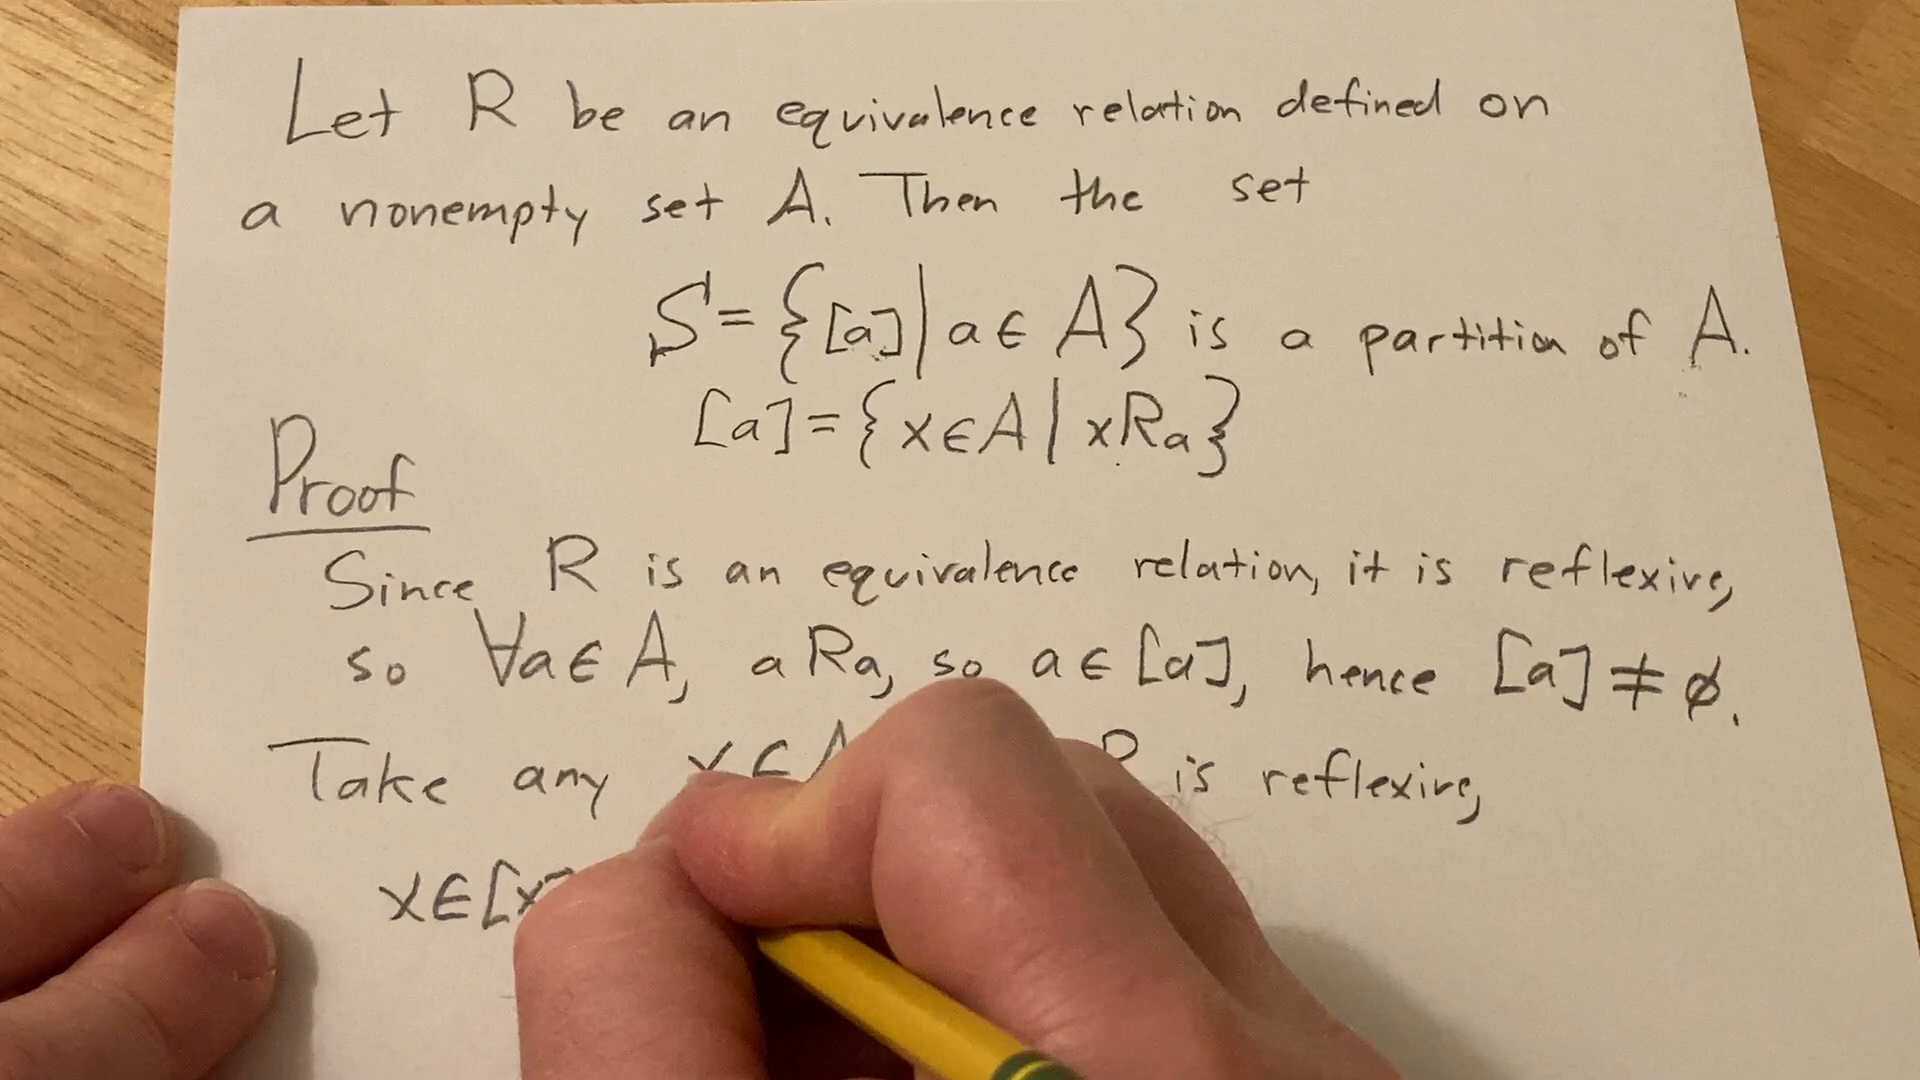 Let R be an equivalence relation defined on
a nonempty set A. Then the set
S = {[a] | a ∈ A} is a partition of A.
[a] = {x ∈ A | xRa}
Proof
Since R is an equivalence relation, it is reflexive,
so ∀a ∈ A, aRa, so a ∈ [a], hence [a] ≠ ∅.
Take any x ∈ A R is reflexive,
x ∈ [x]